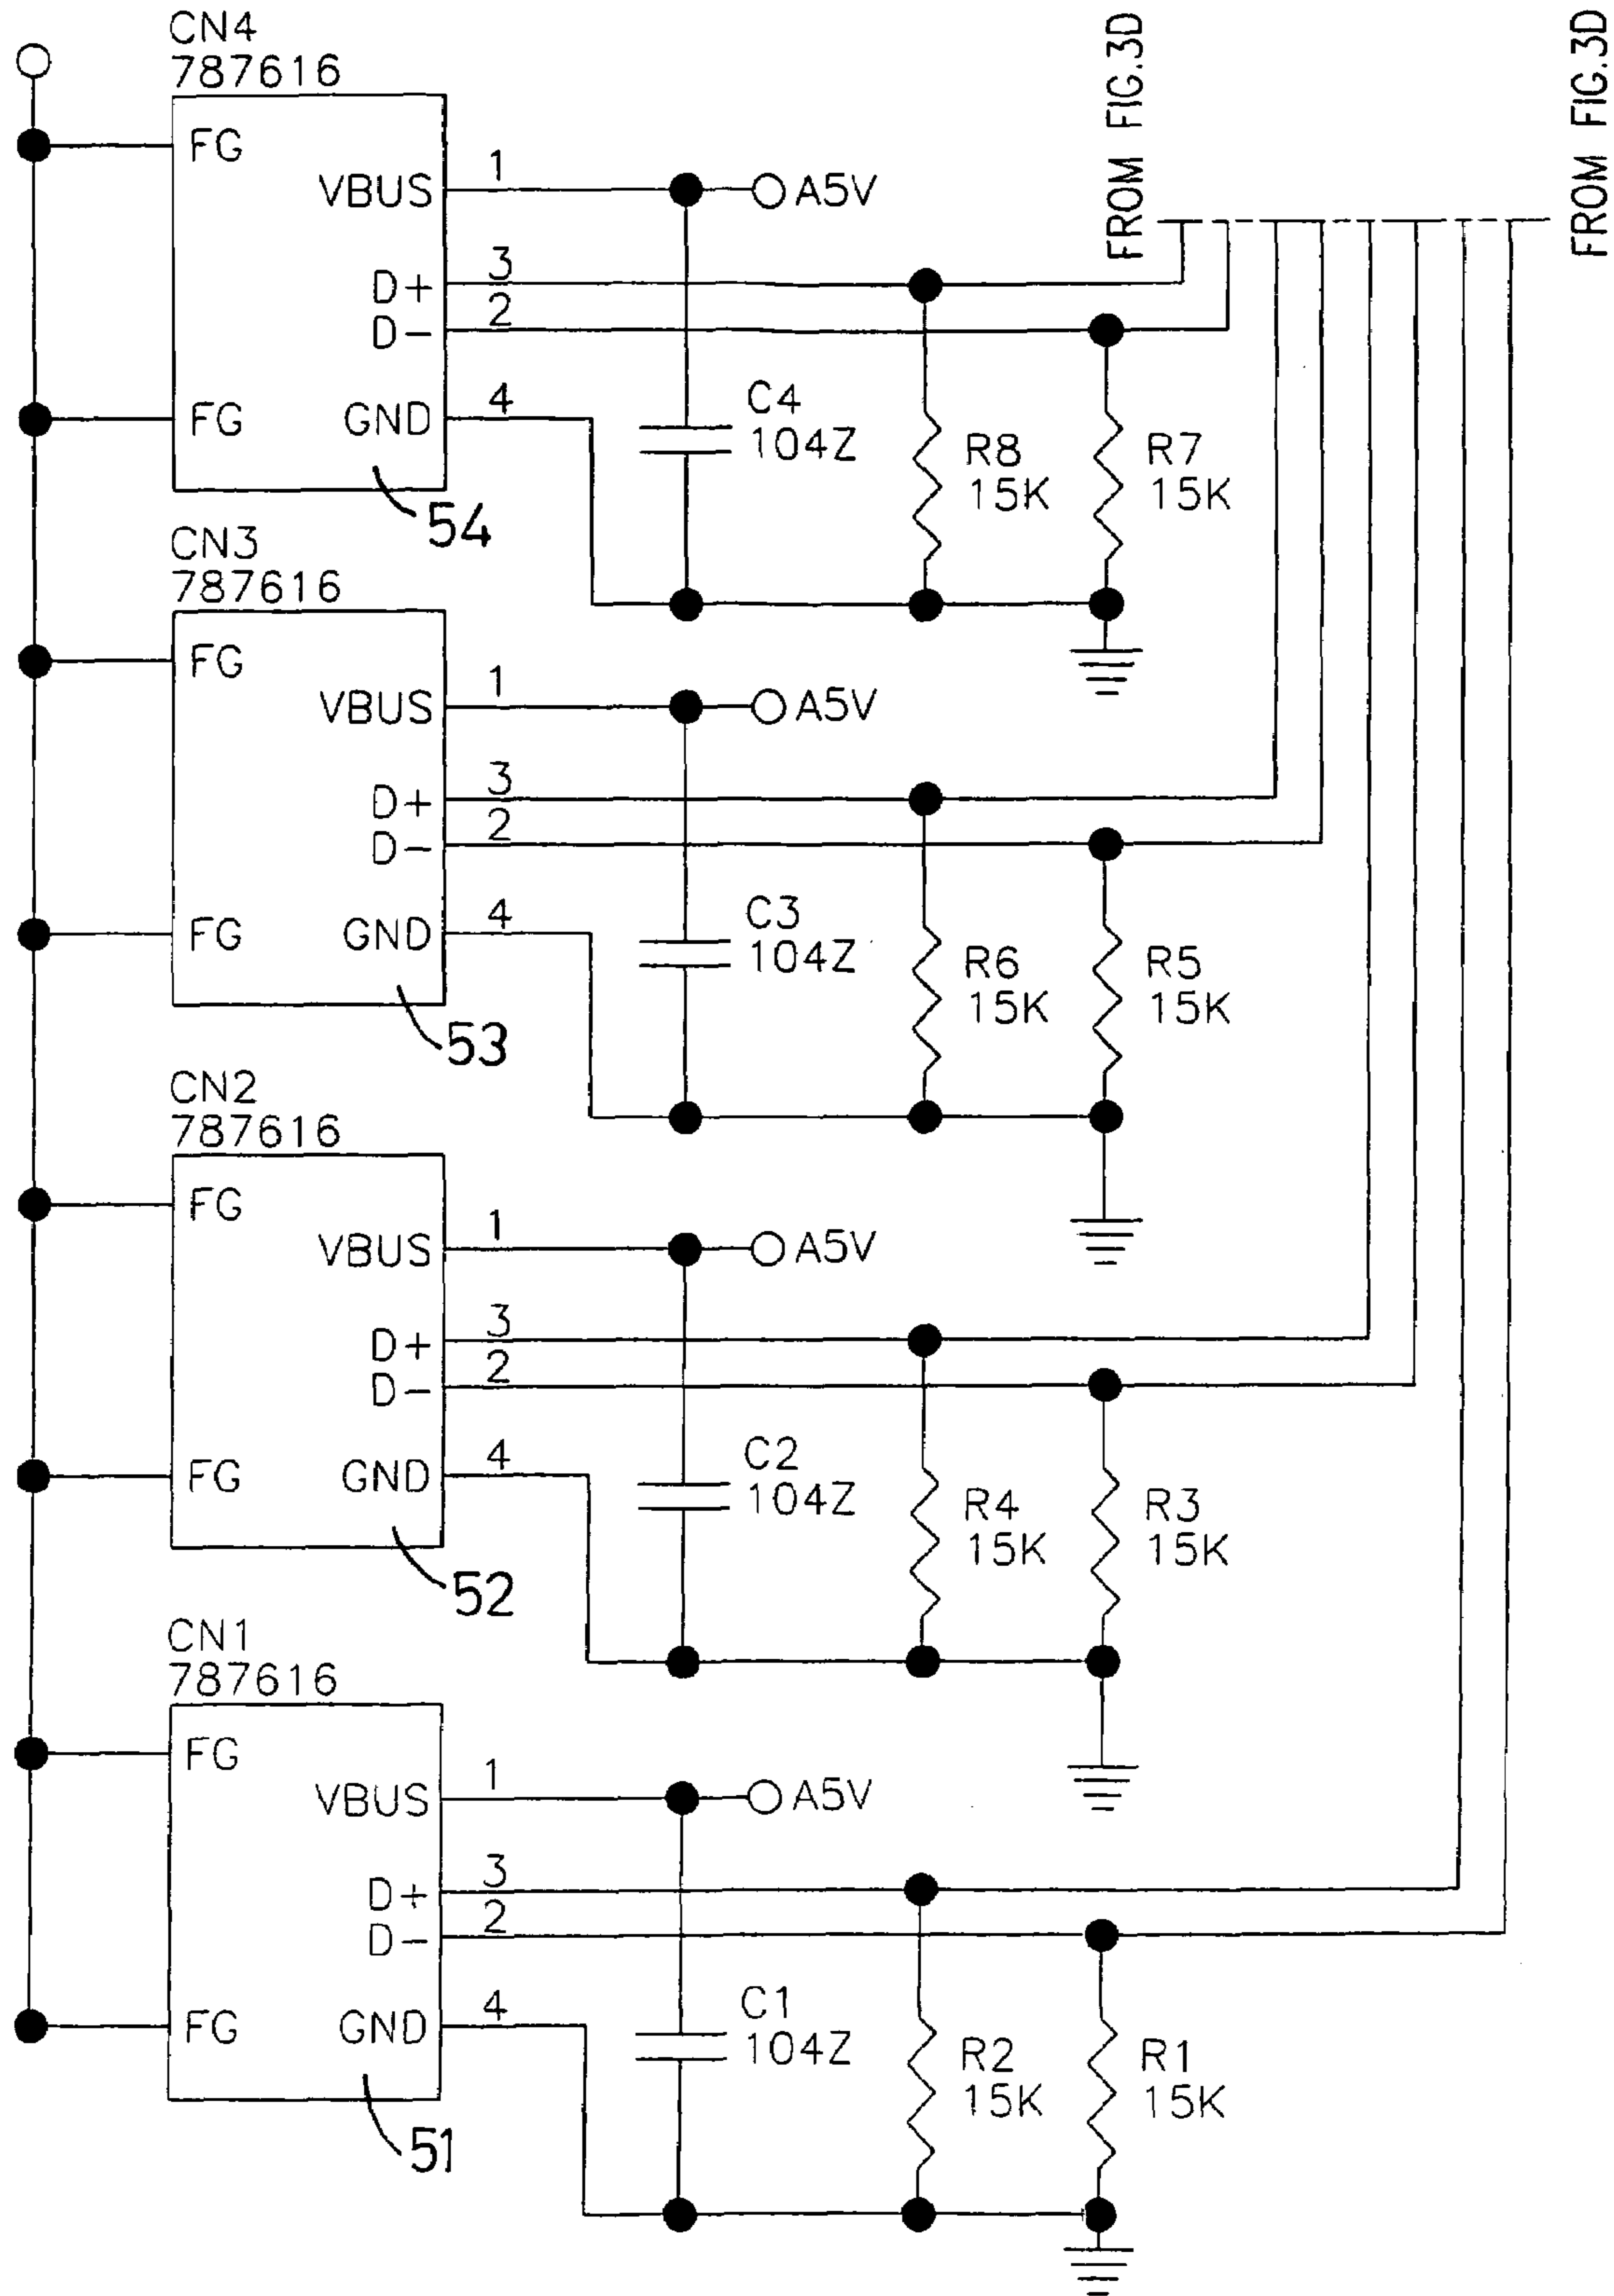 FROM FIG.3D
FROM FIG.3D
CN4
787616
FG
VBUS
1
A5V
D+
3
D-
2
FG
GND
4
C4
104Z
R8
15K
R7
15K
54
CN3
787616
FG
VBUS
1
A5V
D+
3
D-
2
FG
GND
4
C3
104Z
R6
15K
R5
15K
53
CN2
787616
FG
VBUS
1
A5V
D+
3
D-
2
FG
GND
4
C2
104Z
R4
15K
R3
15K
52
CN1
787616
FG
VBUS
1
A5V
D+
3
D-
2
FG
GND
4
C1
104Z
R2
15K
R1
15K
51